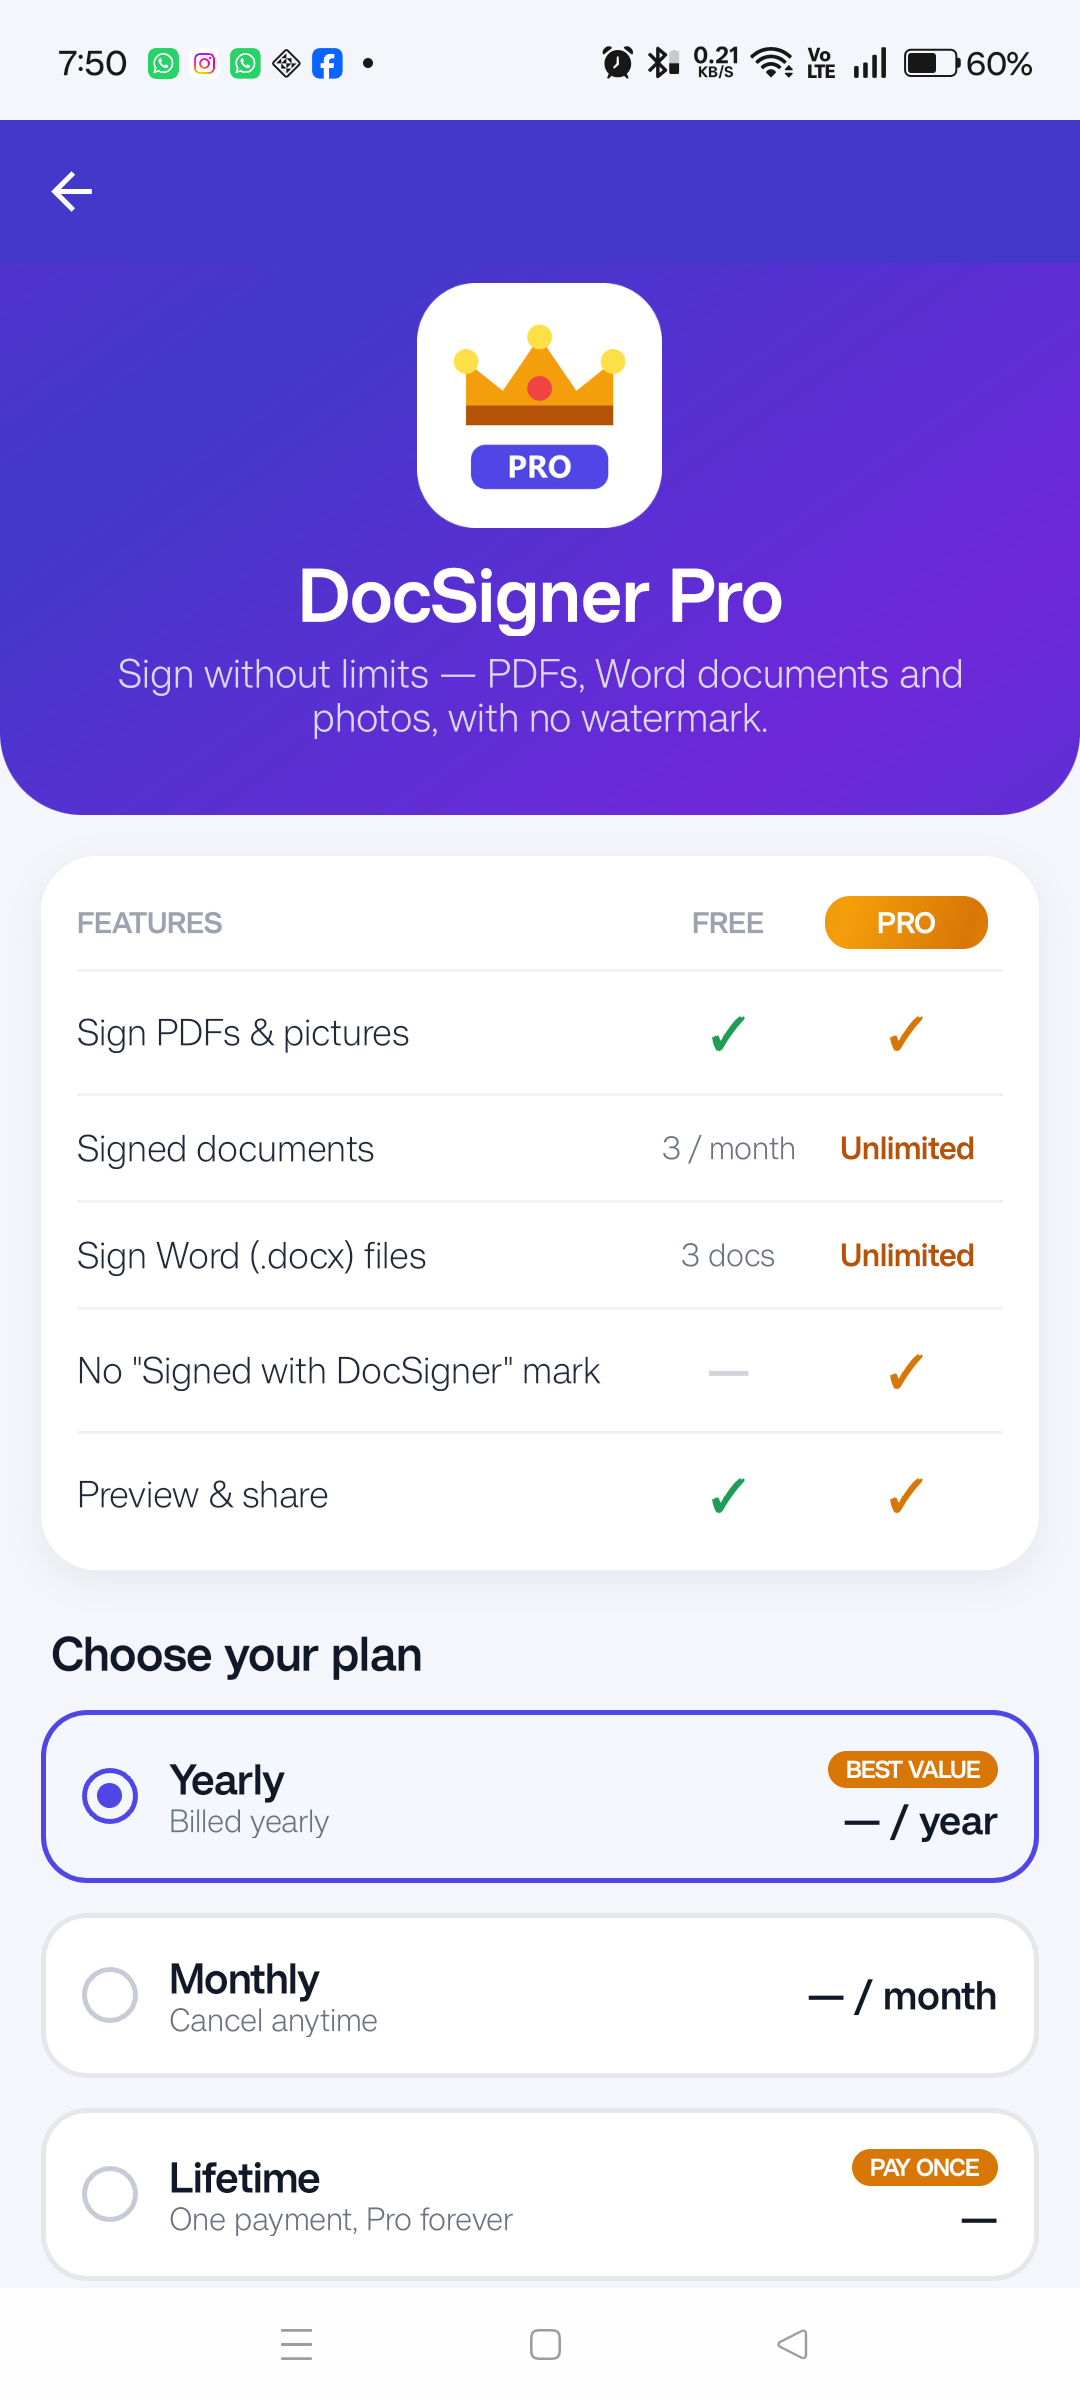 7:50
0.21 KB/S
Vo LTE
60%
PRO
DocSigner Pro
Sign without limits — PDFs, Word documents and
photos, with no watermark.
FEATURES FREE PRO
Sign PDFs & pictures ✓ ✓
Signed documents 3 / month Unlimited
Sign Word (.docx) files 3 docs Unlimited
No "Signed with DocSigner" mark — ✓
Preview & share ✓ ✓
Choose your plan
Yearly
Billed yearly
BEST VALUE
— / year
Monthly
Cancel anytime
— / month
Lifetime
One payment, Pro forever
PAY ONCE
—